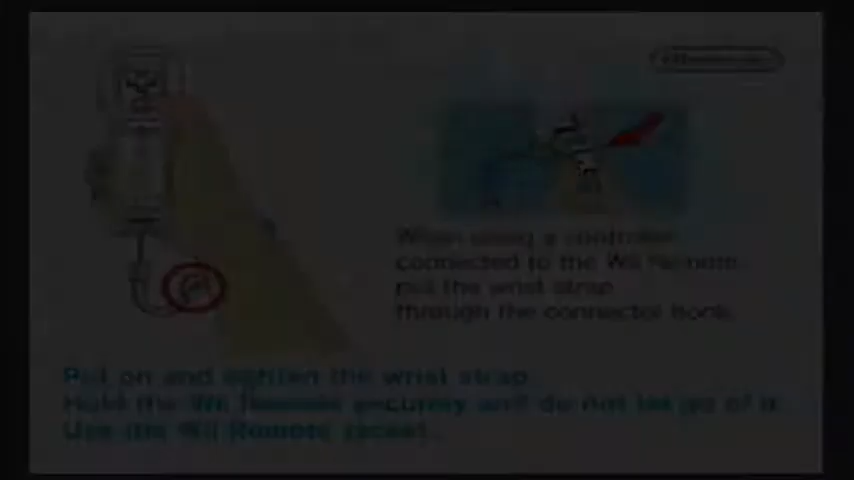 When using a controller
connected to the Wii Remote,
put the wrist strap
through the connector hook.
Put on and tighten the wrist strap.
Hold the Wii Remote securely and do not let go of it.
Use the Wii Remote jacket.